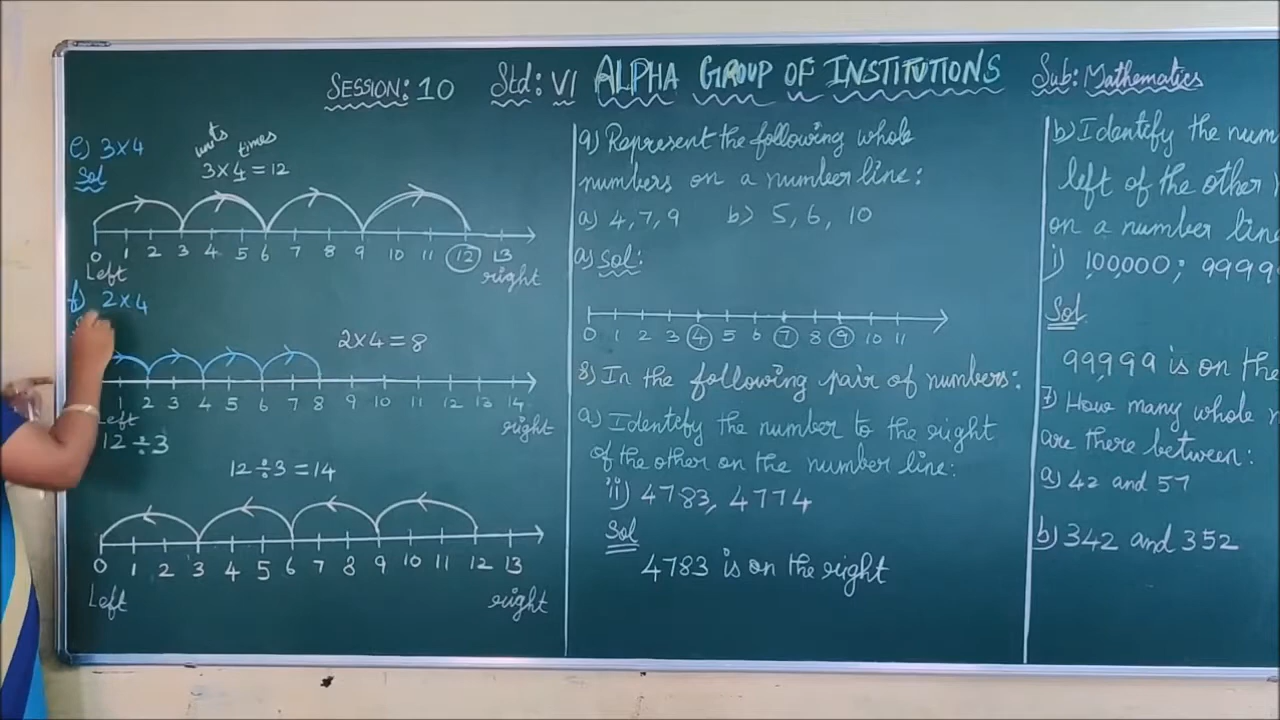 SESSION: 10 Std: VI ALPHA GROUP OF INSTITUTIONS Sub: Mathematics
e) 3×4
Sol
units times
3×4=12
0 1 2 3 4 5 6 7 8 9 10 11 12 13
Left right
f) 2×4
2×4=8
1 2 3 4 5 6 7 8 9 10 11 12 13 14
Left right
12÷3
12÷3=14
0 1 2 3 4 5 6 7 8 9 10 11 12 13
Left right
9) Represent the following whole
numbers on a number line:
a) 4,7,9 b) 5, 6, 10
a) Sol:
0 1 2 3 4 5 6 7 8 9 10 11
8) In the following pair of numbers:
a) Identify the number to the right
of the other on the number line:
ii) 4783, 4774
Sol
4783 is on the right
b) Identify the num
left of the other
on a number line
i) 1,00,000; 9999
Sol
99,999 is on the
7) How many whole
are there between:
a) 42 and 57
b) 342 and 352